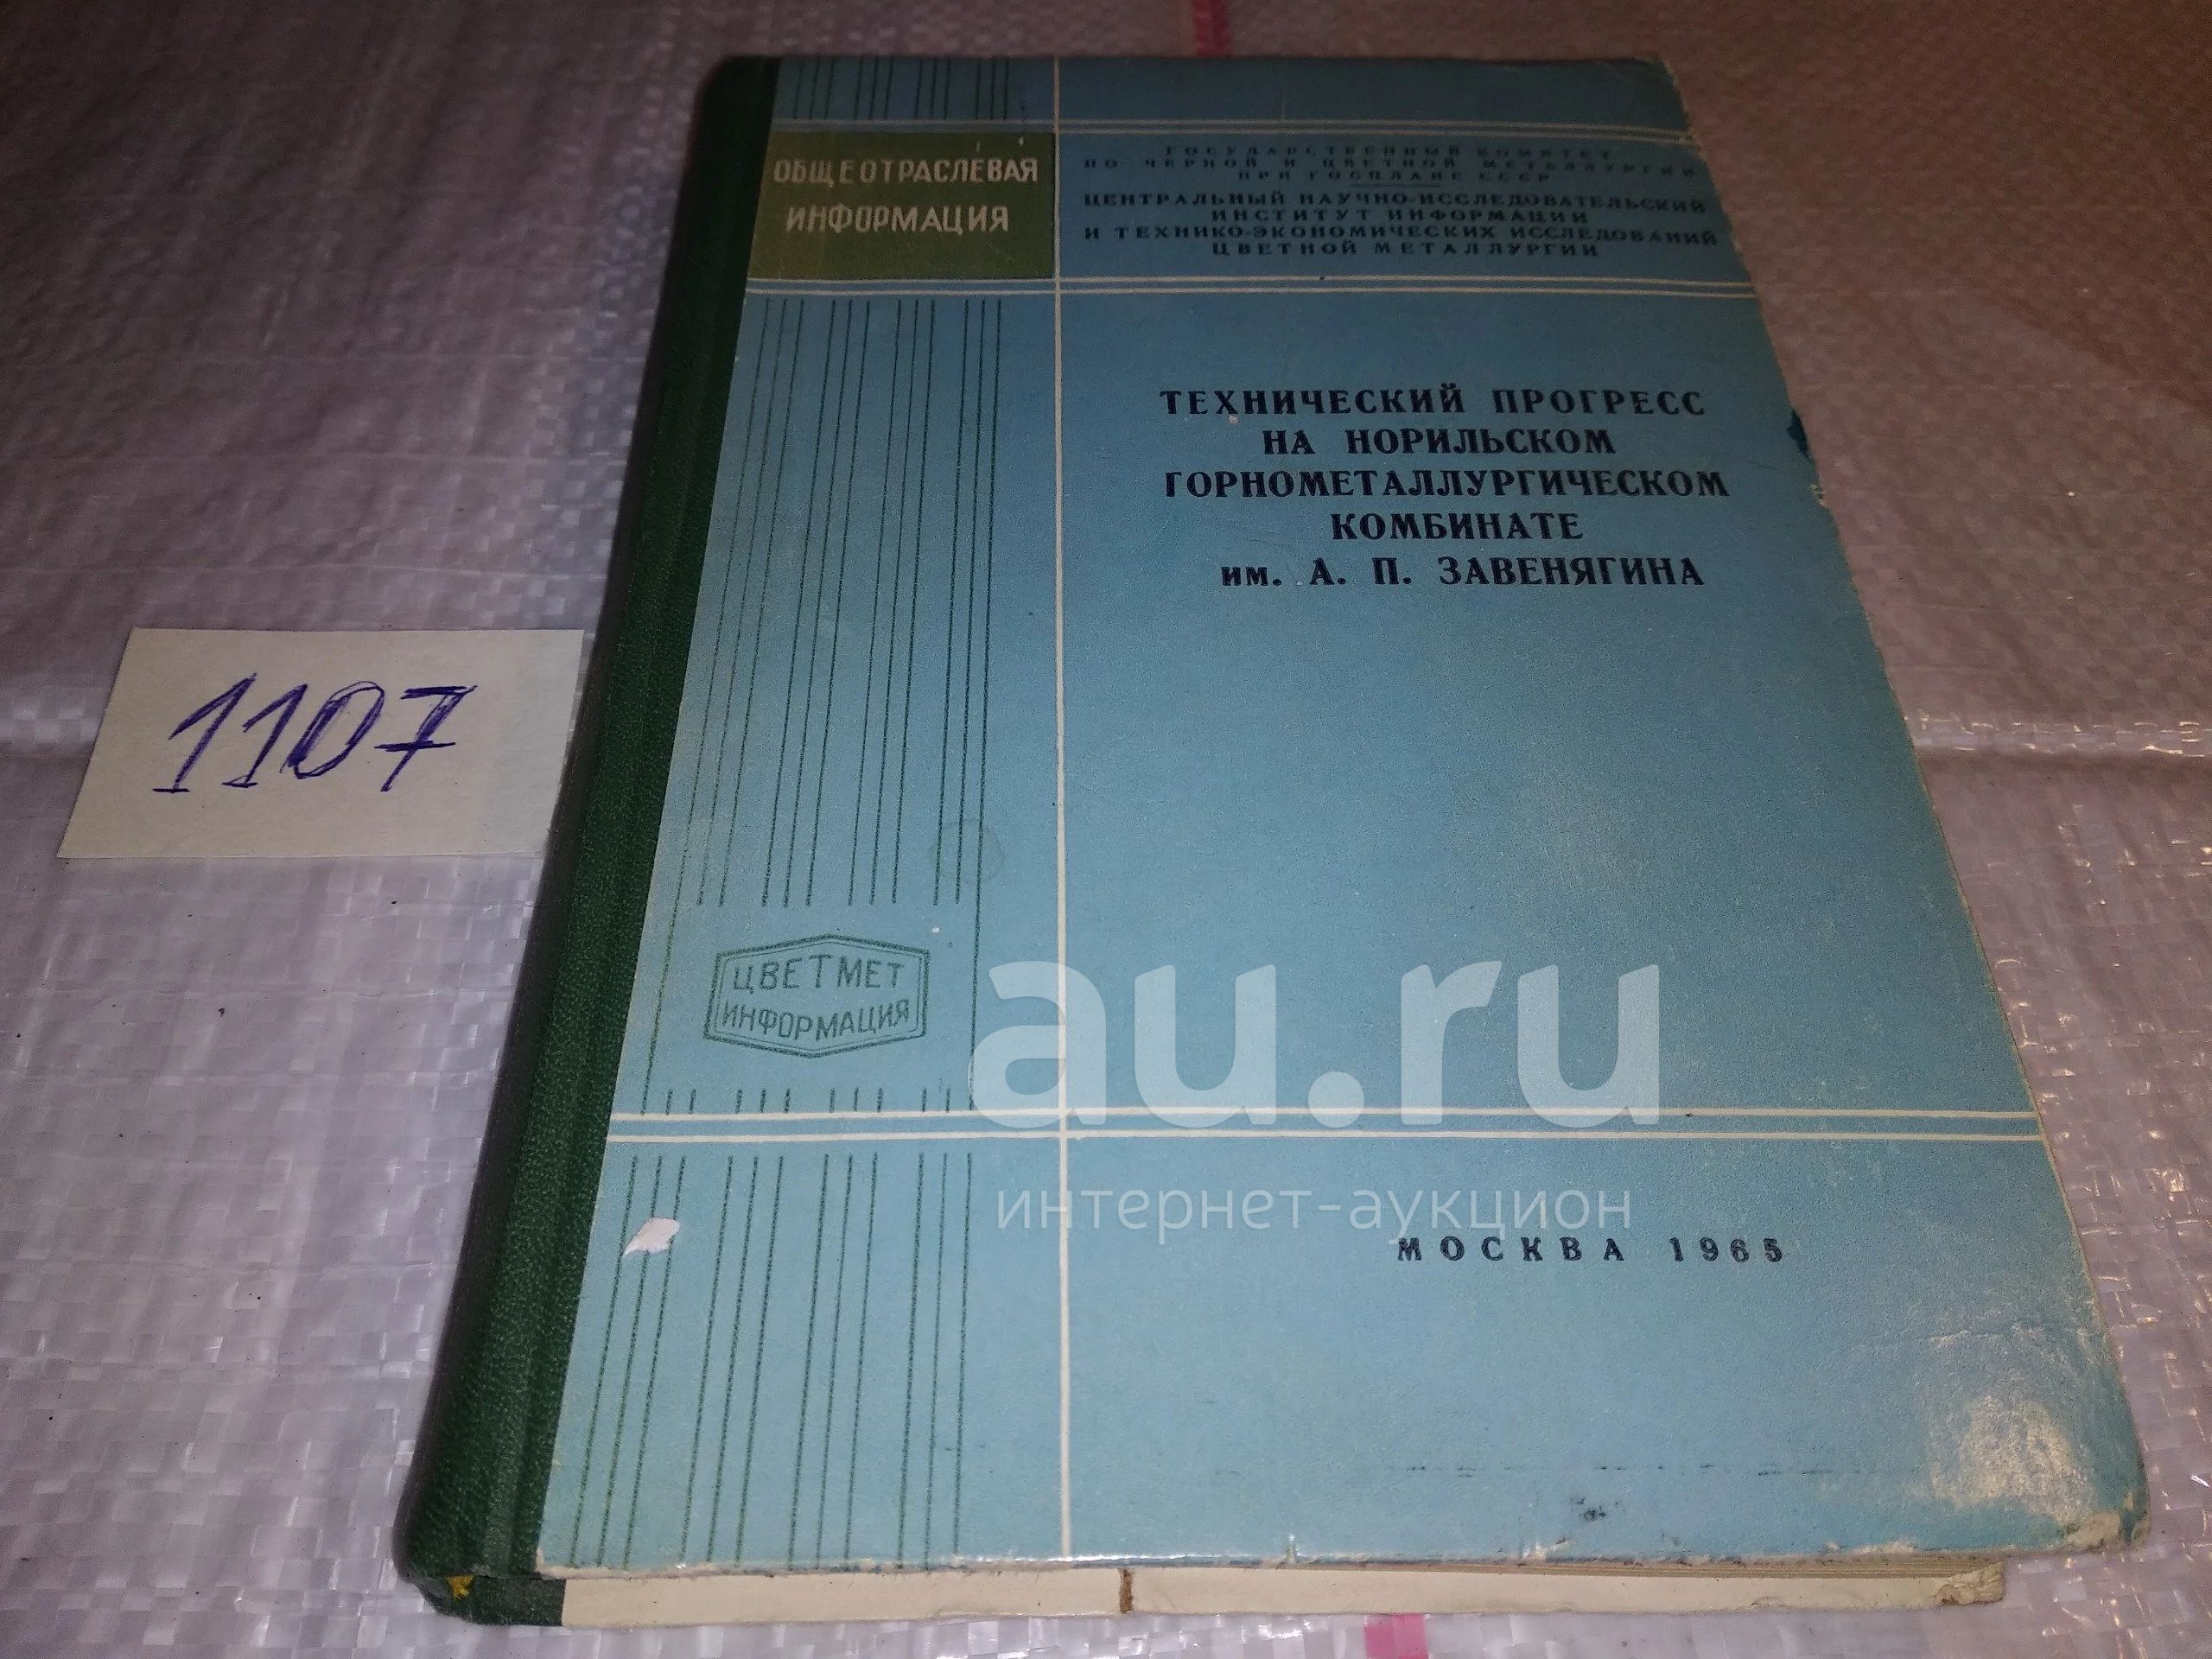 ОБЩЕОТРАСЛЕВАЯ
ИНФОРМАЦИЯ
ГОСУДАРСТВЕННЫЙ КОМИТЕТ
ПО ЧЕРНОЙ И ЦВЕТНОЙ МЕТАЛЛУРГИИ
ПРИ ГОСПЛАНЕ СССР
ЦЕНТРАЛЬНЫЙ НАУЧНО-ИССЛЕДОВАТЕЛЬСКИЙ
ИНСТИТУТ ИНФОРМАЦИИ
И ТЕХНИКО-ЭКОНОМИЧЕСКИХ ИССЛЕДОВАНИЙ
ЦВЕТНОЙ МЕТАЛЛУРГИИ
ТЕХНИЧЕСКИЙ ПРОГРЕСС
НА НОРИЛЬСКОМ
ГОРНОМЕТАЛЛУРГИЧЕСКОМ
КОМБИНАТЕ
им. А. П. ЗАВЕНЯГИНА
1107
ЦВЕТМЕТ
ИНФОРМАЦИЯ
au.ru
интернет-аукцион
МОСКВА 1965